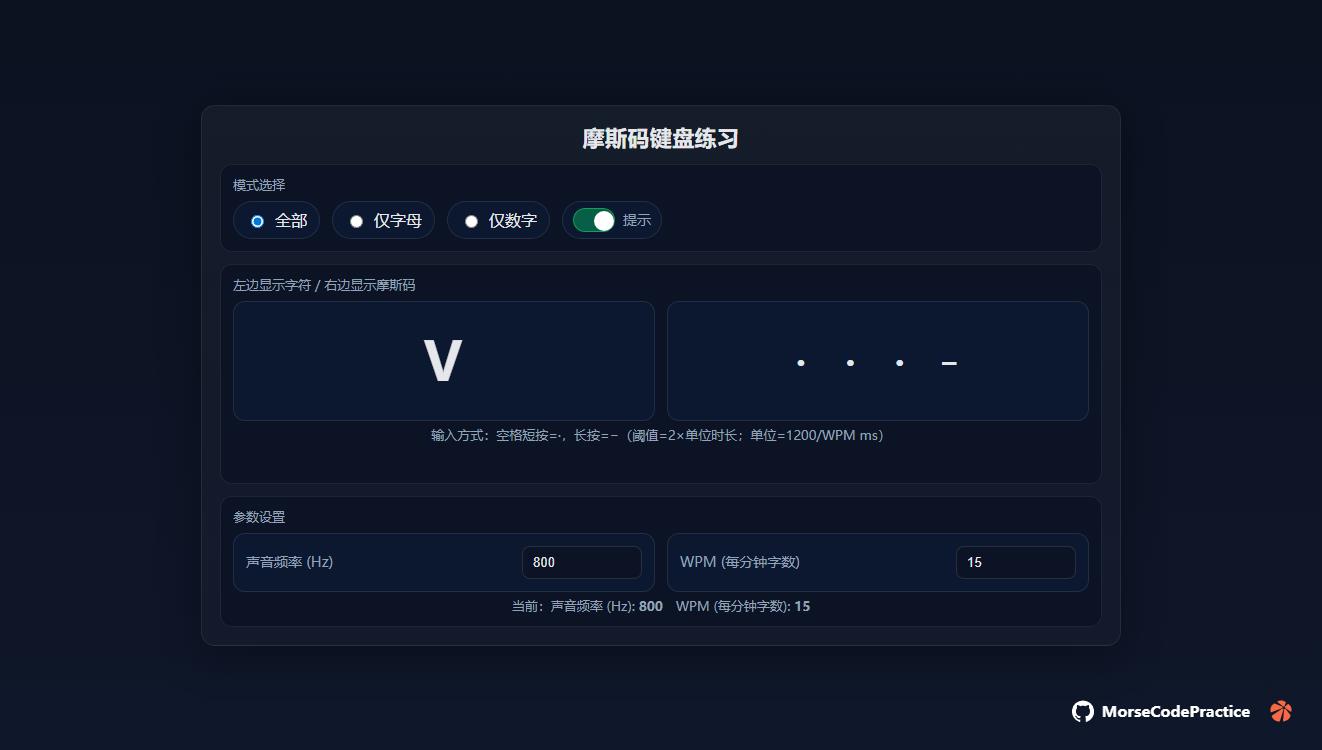 摩斯码键盘练习
模式选择
全部 仅字母 仅数字 提示
左边显示字符 / 右边显示摩斯码
V · · · −
输入方式：空格短按=·，长按=−（阈值=2×单位时长；单位=1200/WPM ms）
参数设置
声音频率 (Hz) 800 WPM (每分钟字数) 15
当前：声音频率 (Hz): 800 WPM (每分钟字数): 15
MorseCodePractice